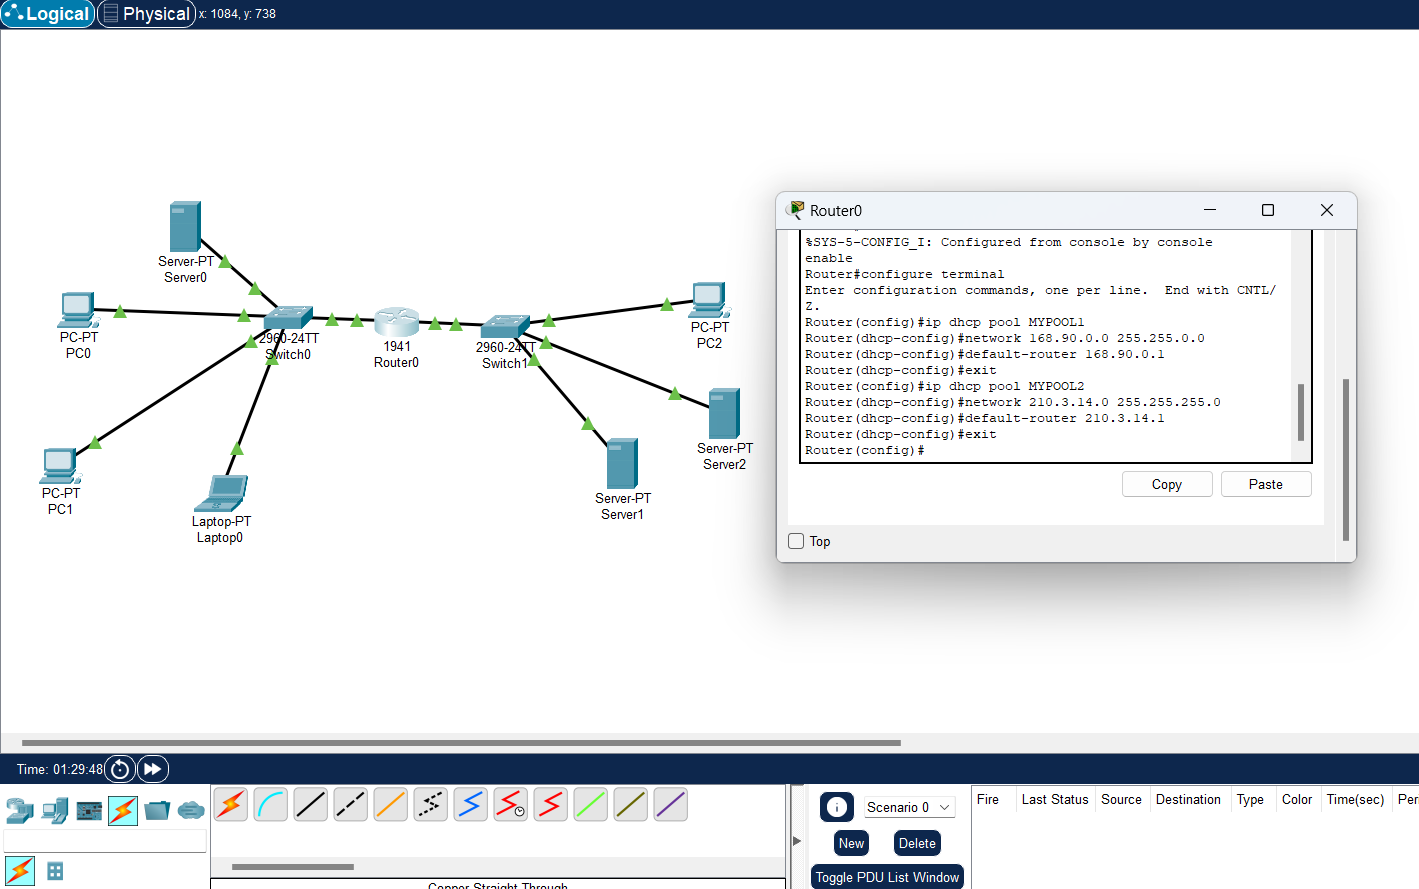 Logical Physical x: 1084, y: 738
Server-PT
Server0
PC-PT
PC0
2960-24TT
Switch0
1941
Router0
2960-24TT
Switch1
PC-PT
PC2
PC-PT
PC1
Laptop-PT
Laptop0
Server-PT
Server1
Server-PT
Server2
Router0
%SYS-5-CONFIG_I: Configured from console by console
enable
Router#configure terminal
Enter configuration commands, one per line.  End with CNTL/
Z.
Router(config)#ip dhcp pool MYPOOL1
Router(dhcp-config)#network 168.90.0.0 255.255.0.0
Router(dhcp-config)#default-router 168.90.0.1
Router(dhcp-config)#exit
Router(config)#ip dhcp pool MYPOOL2
Router(dhcp-config)#network 210.3.14.0 255.255.255.0
Router(dhcp-config)#default-router 210.3.14.1
Router(dhcp-config)#exit
Router(config)#
Copy Paste
Top
Time: 01:29:48
Scenario 0
New Delete
Toggle PDU List Window
Fire Last Status Source Destination Type Color Time(sec) Per
Copper Straight-Through